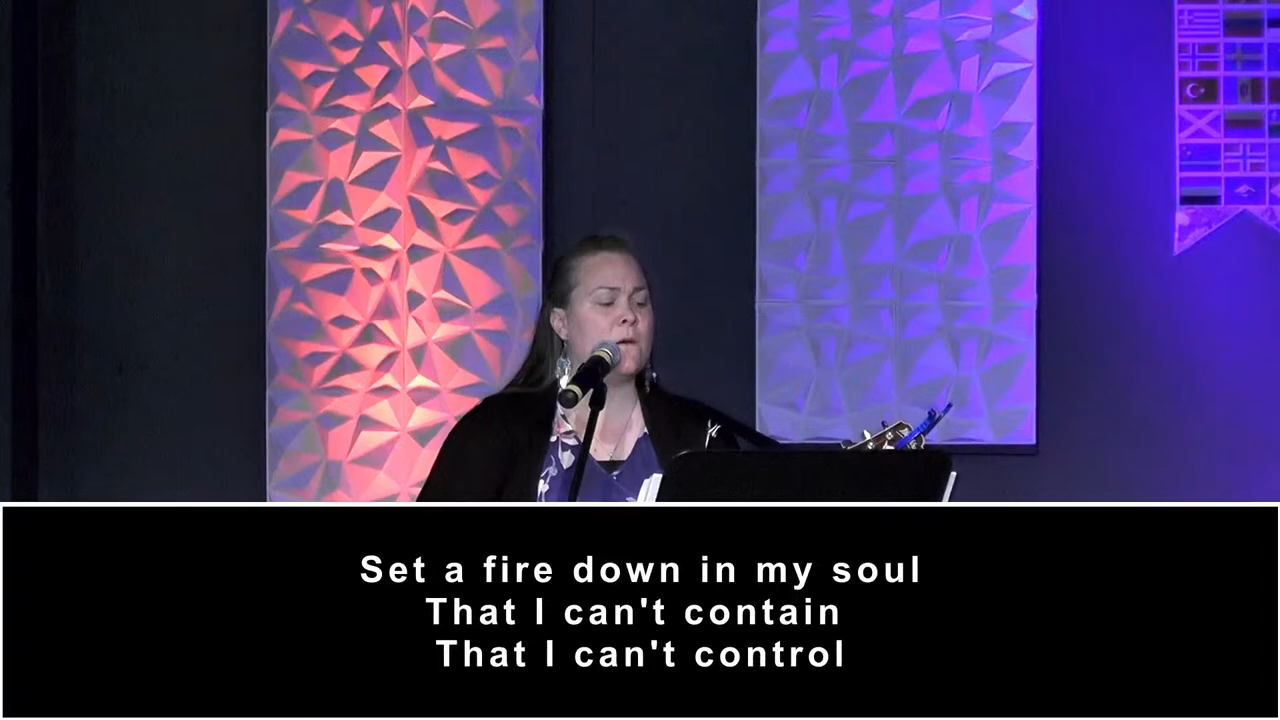 Set a fire down in my soul
That I can't contain
That I can't control